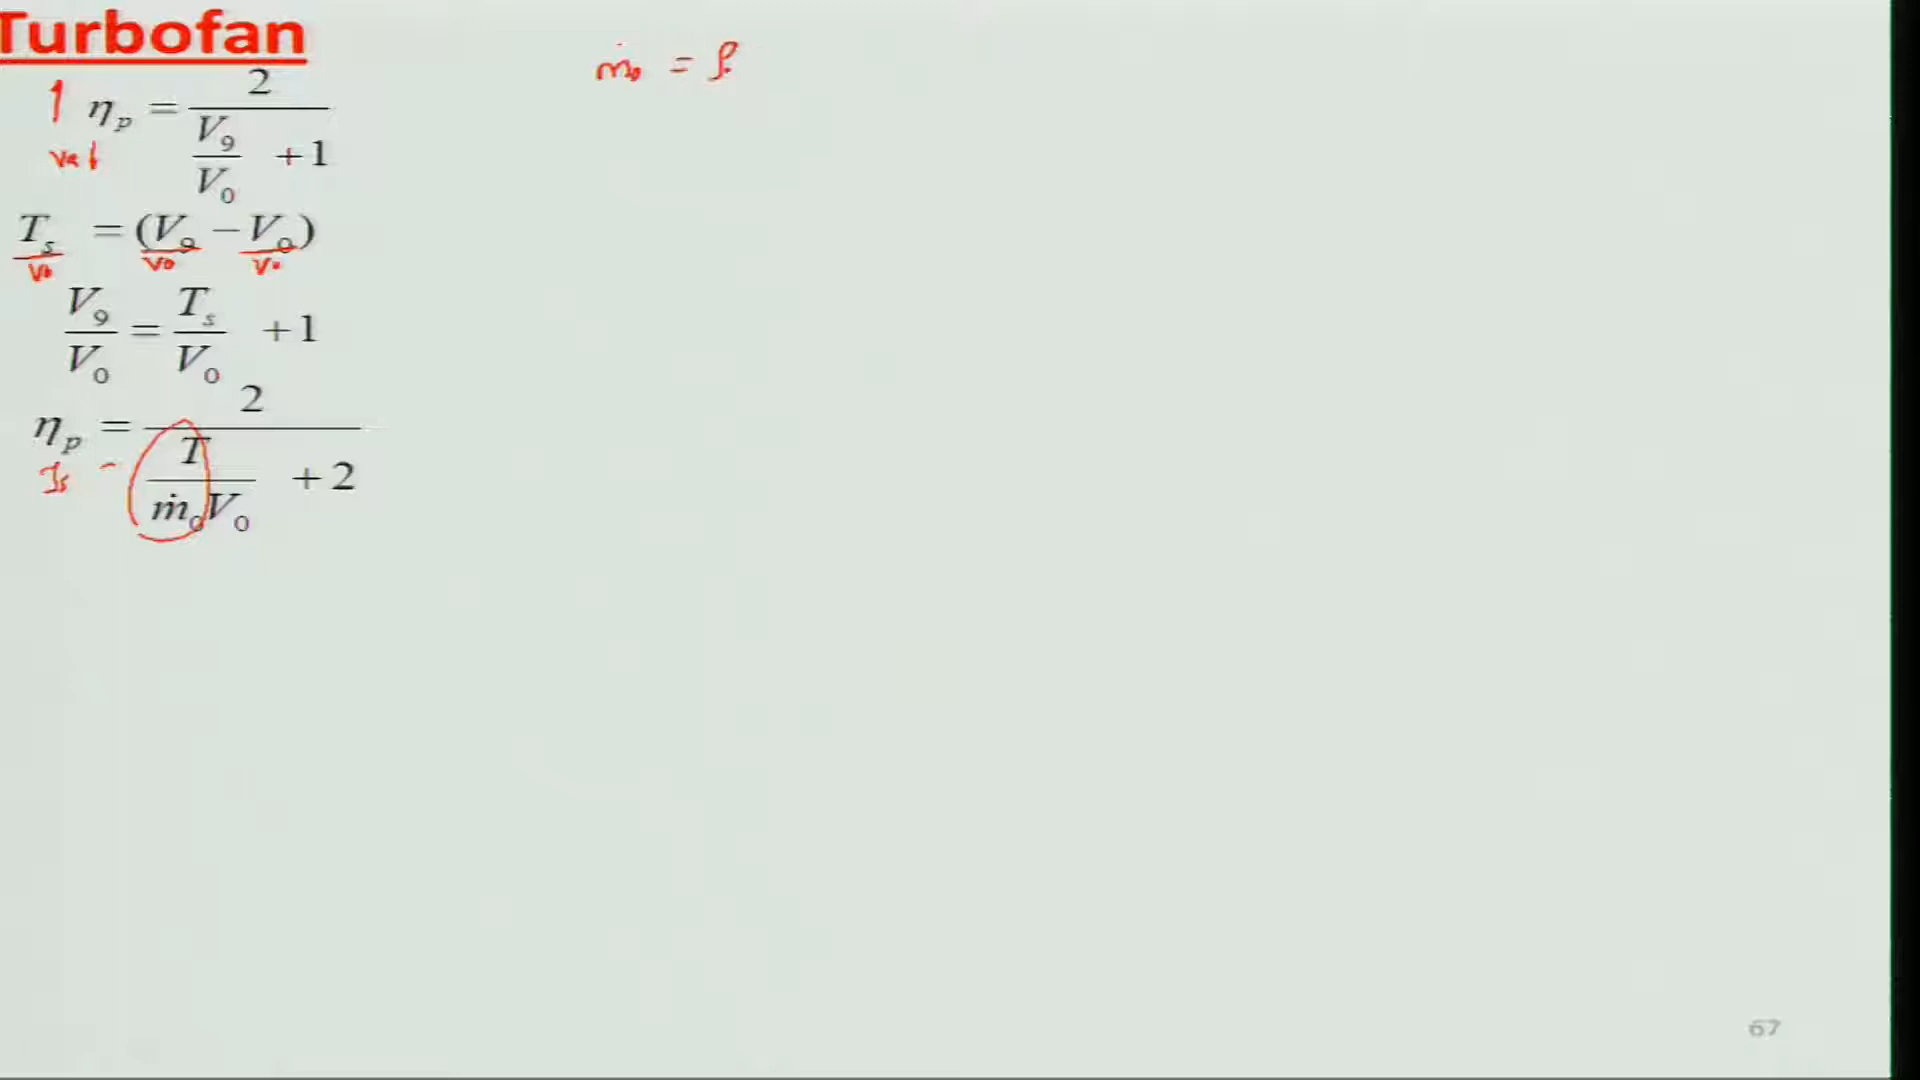 Turbofan
ṁ₀ = ρ
↑ η_p = 2 / (V₉/V₀ + 1)
V₉ ↓
T_s = (V₉ − V₀)
V₀ V₀ V₀
V₉/V₀ = T_s/V₀ + 1
η_p = 2 / (T/(ṁ₀V₀) + 2)
67